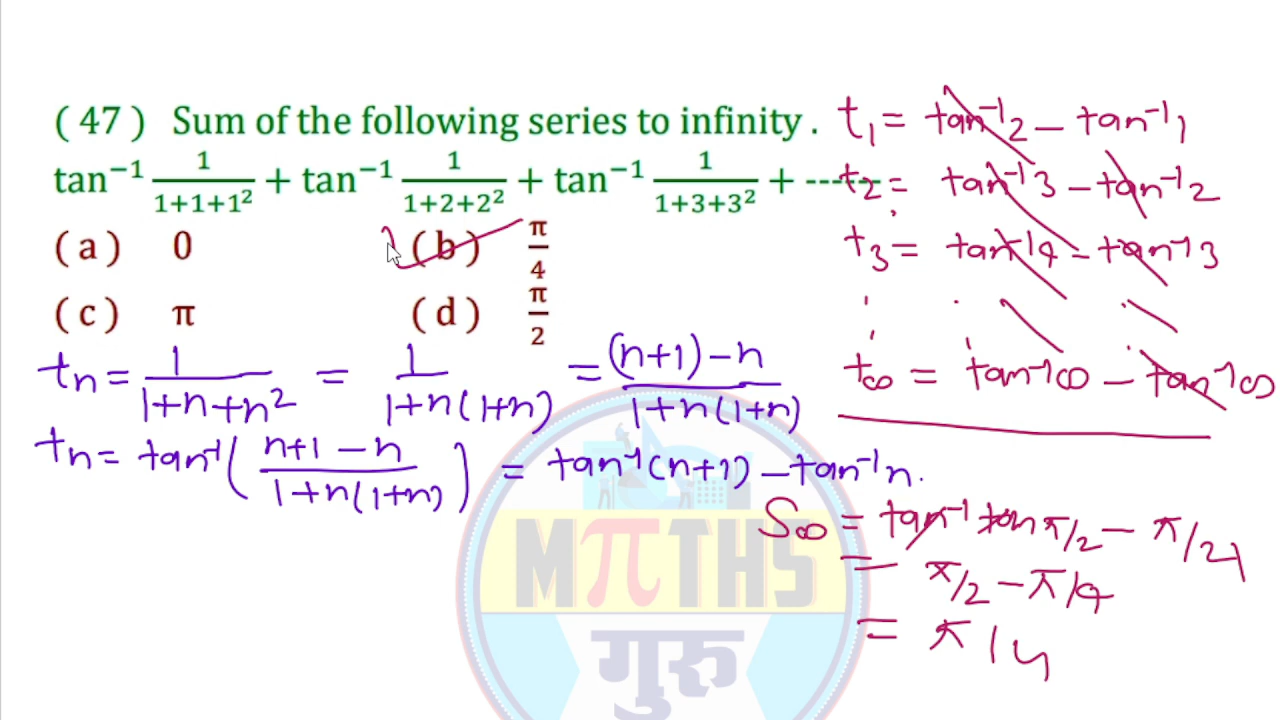 ( 47 ) Sum of the following series to infinity .
tan⁻¹ 1/(1+1+1²) + tan⁻¹ 1/(1+2+2²) + tan⁻¹ 1/(1+3+3²) + -----
( a ) 0 ( b ) π/4
( c ) π ( d ) π/2
tn = 1/(1+n+n²) = 1/(1+n(1+n)) = ((n+1)-n)/(1+n(1+n))
tn = tan⁻¹((n+1-n)/(1+n(1+n))) = tan⁻¹(n+1) - tan⁻¹n.
t₁ = tan⁻¹2 - tan⁻¹1
t₂ = tan⁻¹3 - tan⁻¹2
t₃ = tan⁻¹4 - tan⁻¹3
t∞ = tan⁻¹∞ - tan⁻¹∞
S∞ = tan⁻¹ tan π/2 - π/4
= π/2 - π/4
= π/4
MπTHS
गुरु